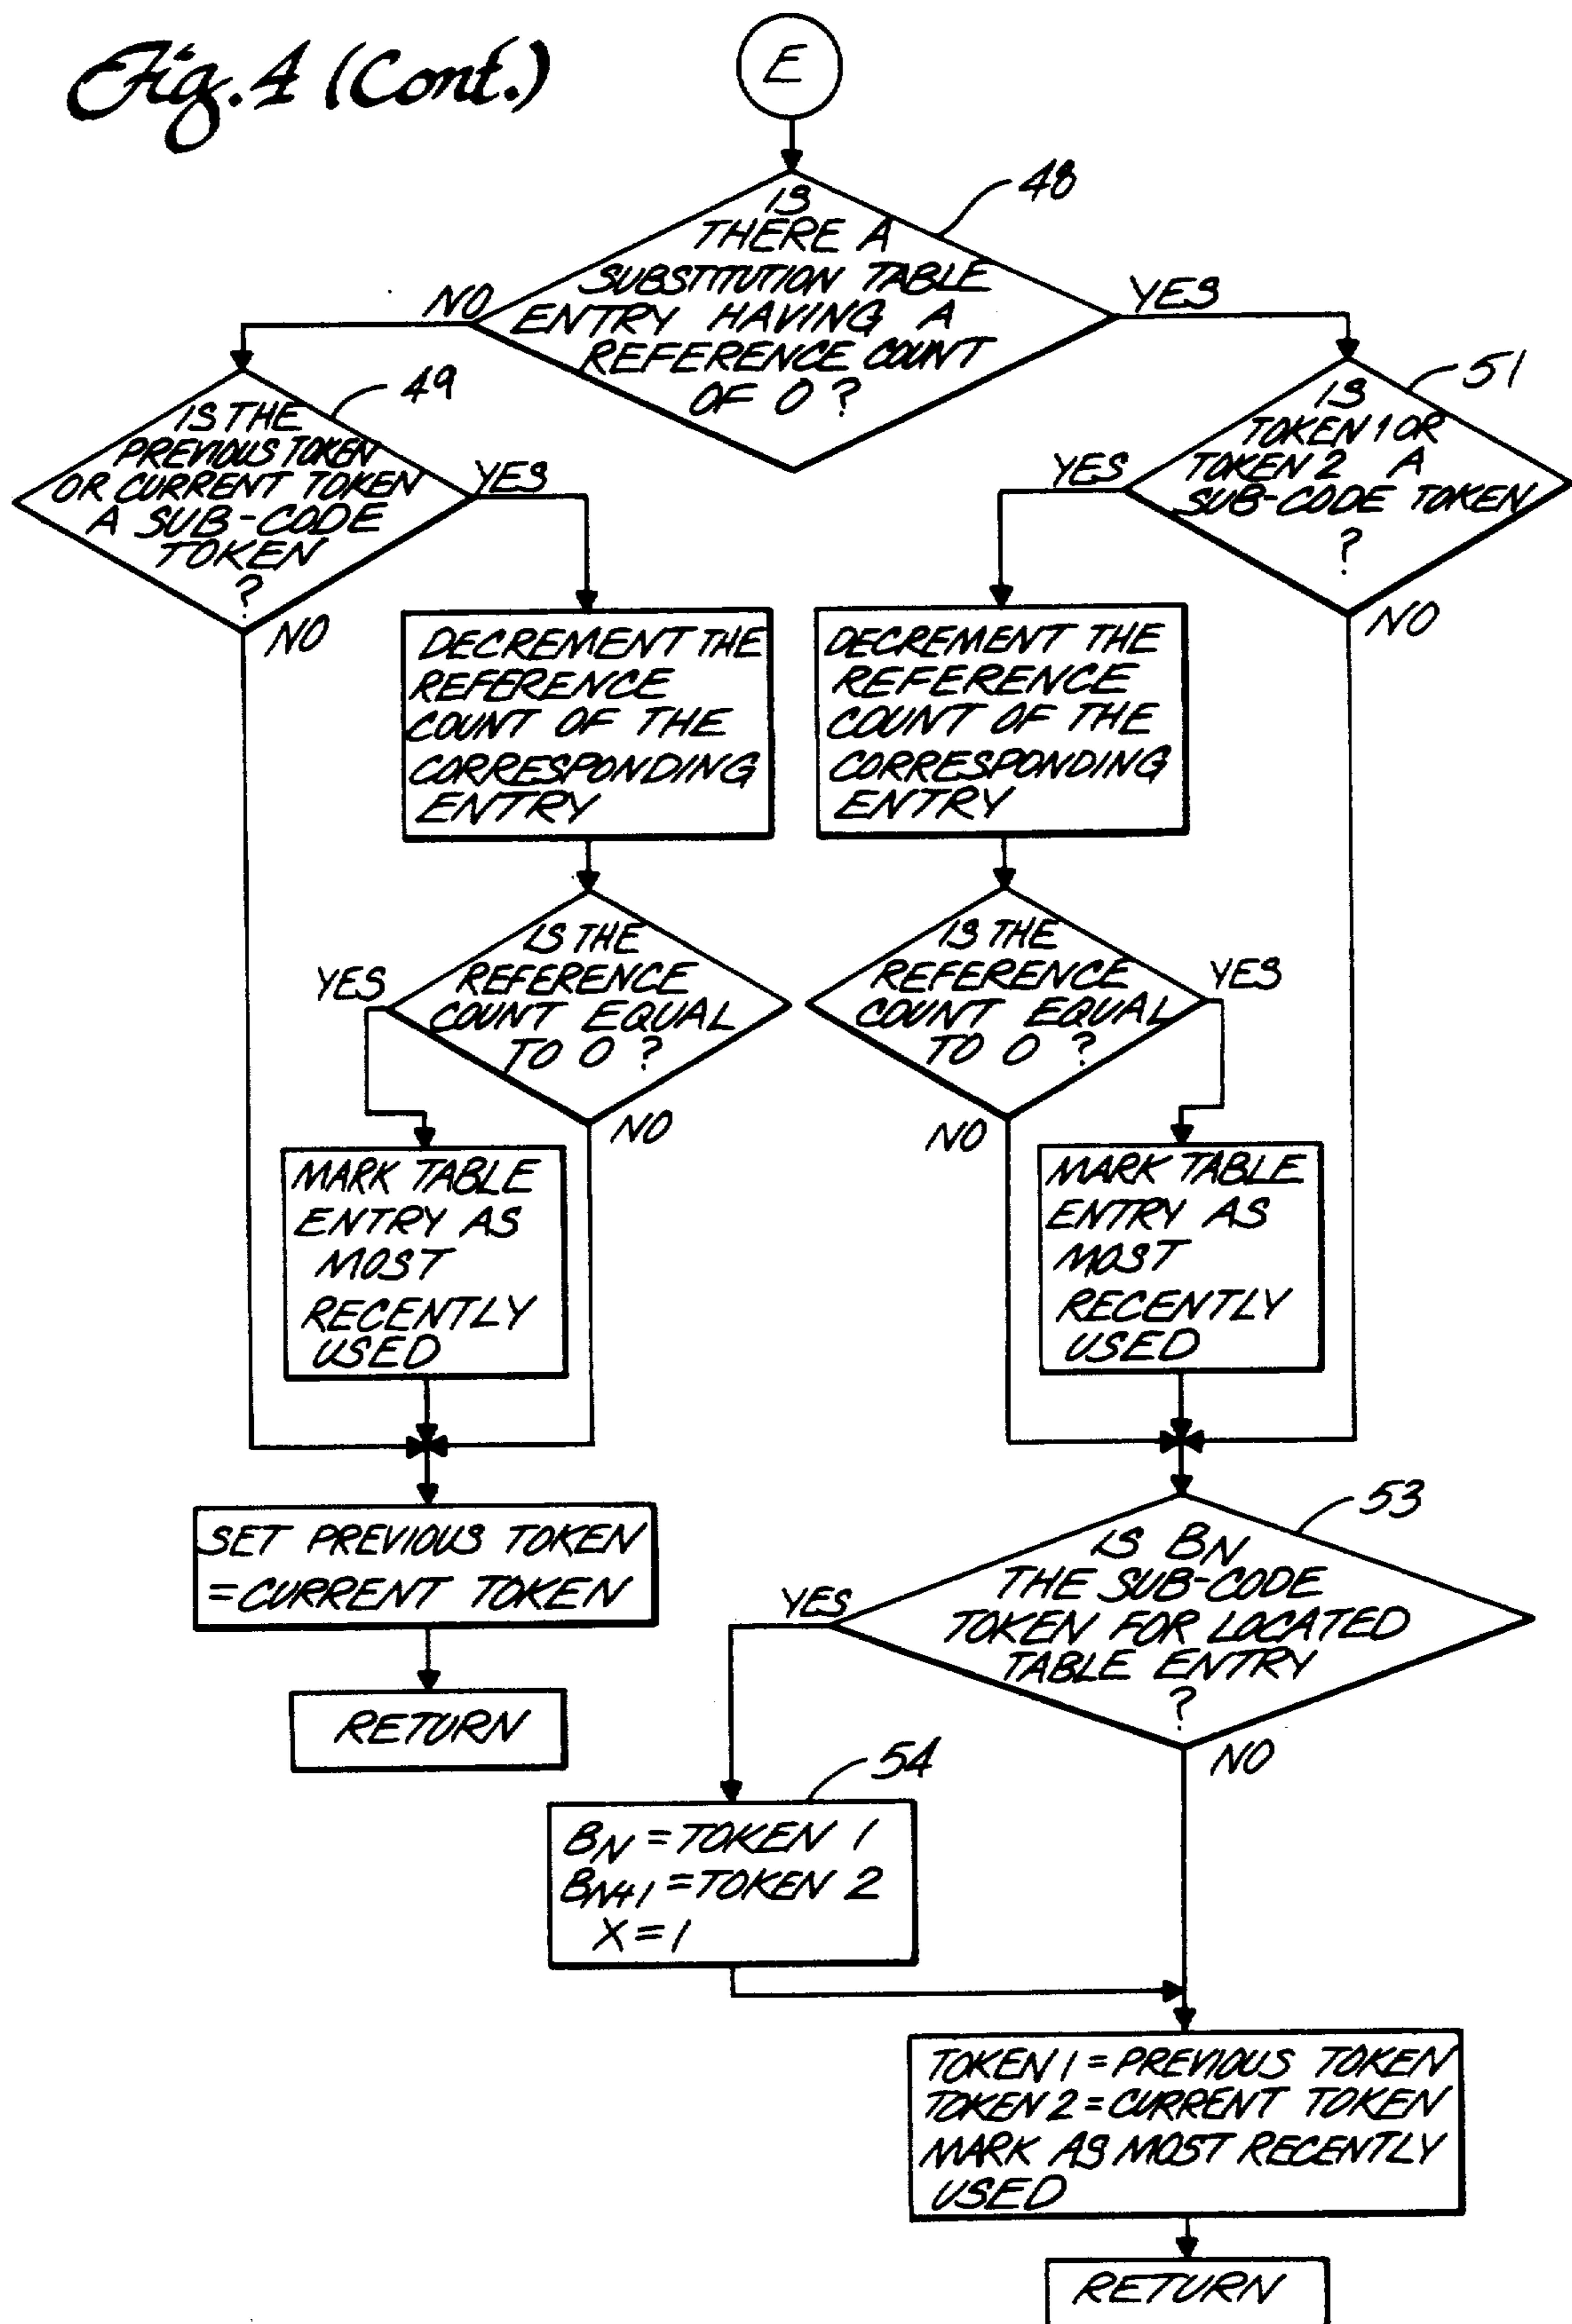 Fig. 4 (Cont.)
E
48
IS
THERE A
SUBSTITUTION TABLE
ENTRY HAVING A
REFERENCE COUNT
OF 0 ?
NO
YES
49
IS THE
PREVIOUS TOKEN
OR CURRENT TOKEN
A SUB-CODE
TOKEN
?
YES
NO
51
IS
TOKEN 1 OR
TOKEN 2 A
SUB-CODE TOKEN
?
YES
NO
DECREMENT THE
REFERENCE
COUNT OF THE
CORRESPONDING
ENTRY
DECREMENT THE
REFERENCE
COUNT OF THE
CORRESPONDING
ENTRY
IS THE
REFERENCE
COUNT EQUAL
TO 0 ?
YES
NO
IS THE
REFERENCE
COUNT EQUAL
TO 0 ?
YES
NO
MARK TABLE
ENTRY AS
MOST
RECENTLY
USED
MARK TABLE
ENTRY AS
MOST
RECENTLY
USED
SET PREVIOUS TOKEN
=CURRENT TOKEN
RETURN
53
IS BN
THE SUB-CODE
TOKEN FOR LOCATED
TABLE ENTRY
?
YES
NO
54
BN = TOKEN 1
BN+1 = TOKEN 2
X = 1
TOKEN 1 = PREVIOUS TOKEN
TOKEN 2 = CURRENT TOKEN
MARK AS MOST RECENTLY
USED
RETURN